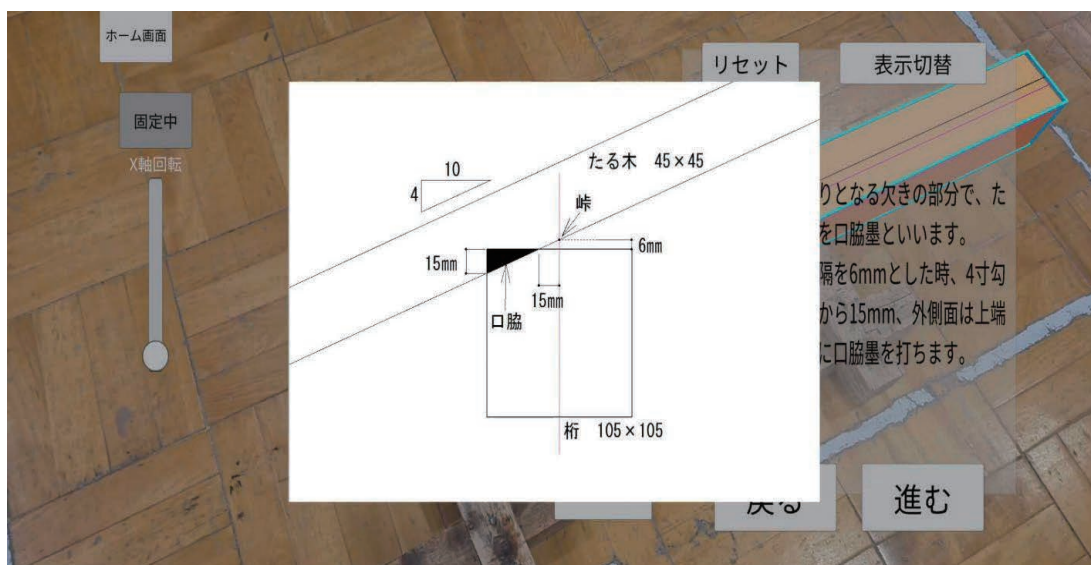 ホーム画面
リセット
表示切替
固定中
X軸回転
10
4
たる木 45×45
峠
6mm
15mm
15mm
口脇
桁 105×105
りとなる欠きの部分で、た
を口脇墨といいます。
隔を6mmとした時、4寸勾
から15mm、外側面は上端
に口脇墨を打ちます。
戻る
進む